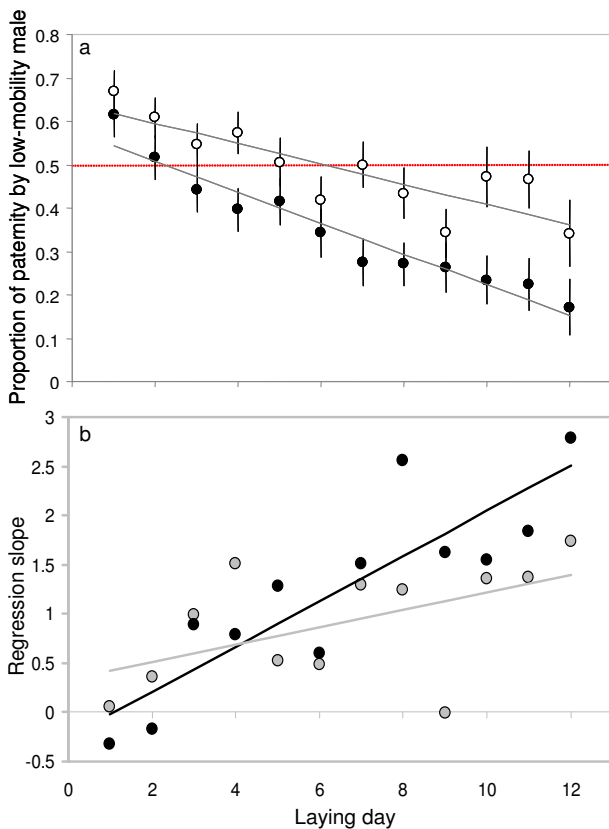 0.8
a
0.7
0.6
0.5
0.4
0.3
0.2
0.1
0
Proportion of paternity by low-mobility male
3
b
2.5
2
1.5
1
0.5
0
-0.5
Regression slope
0 2 4 6 8 10 12
Laying day